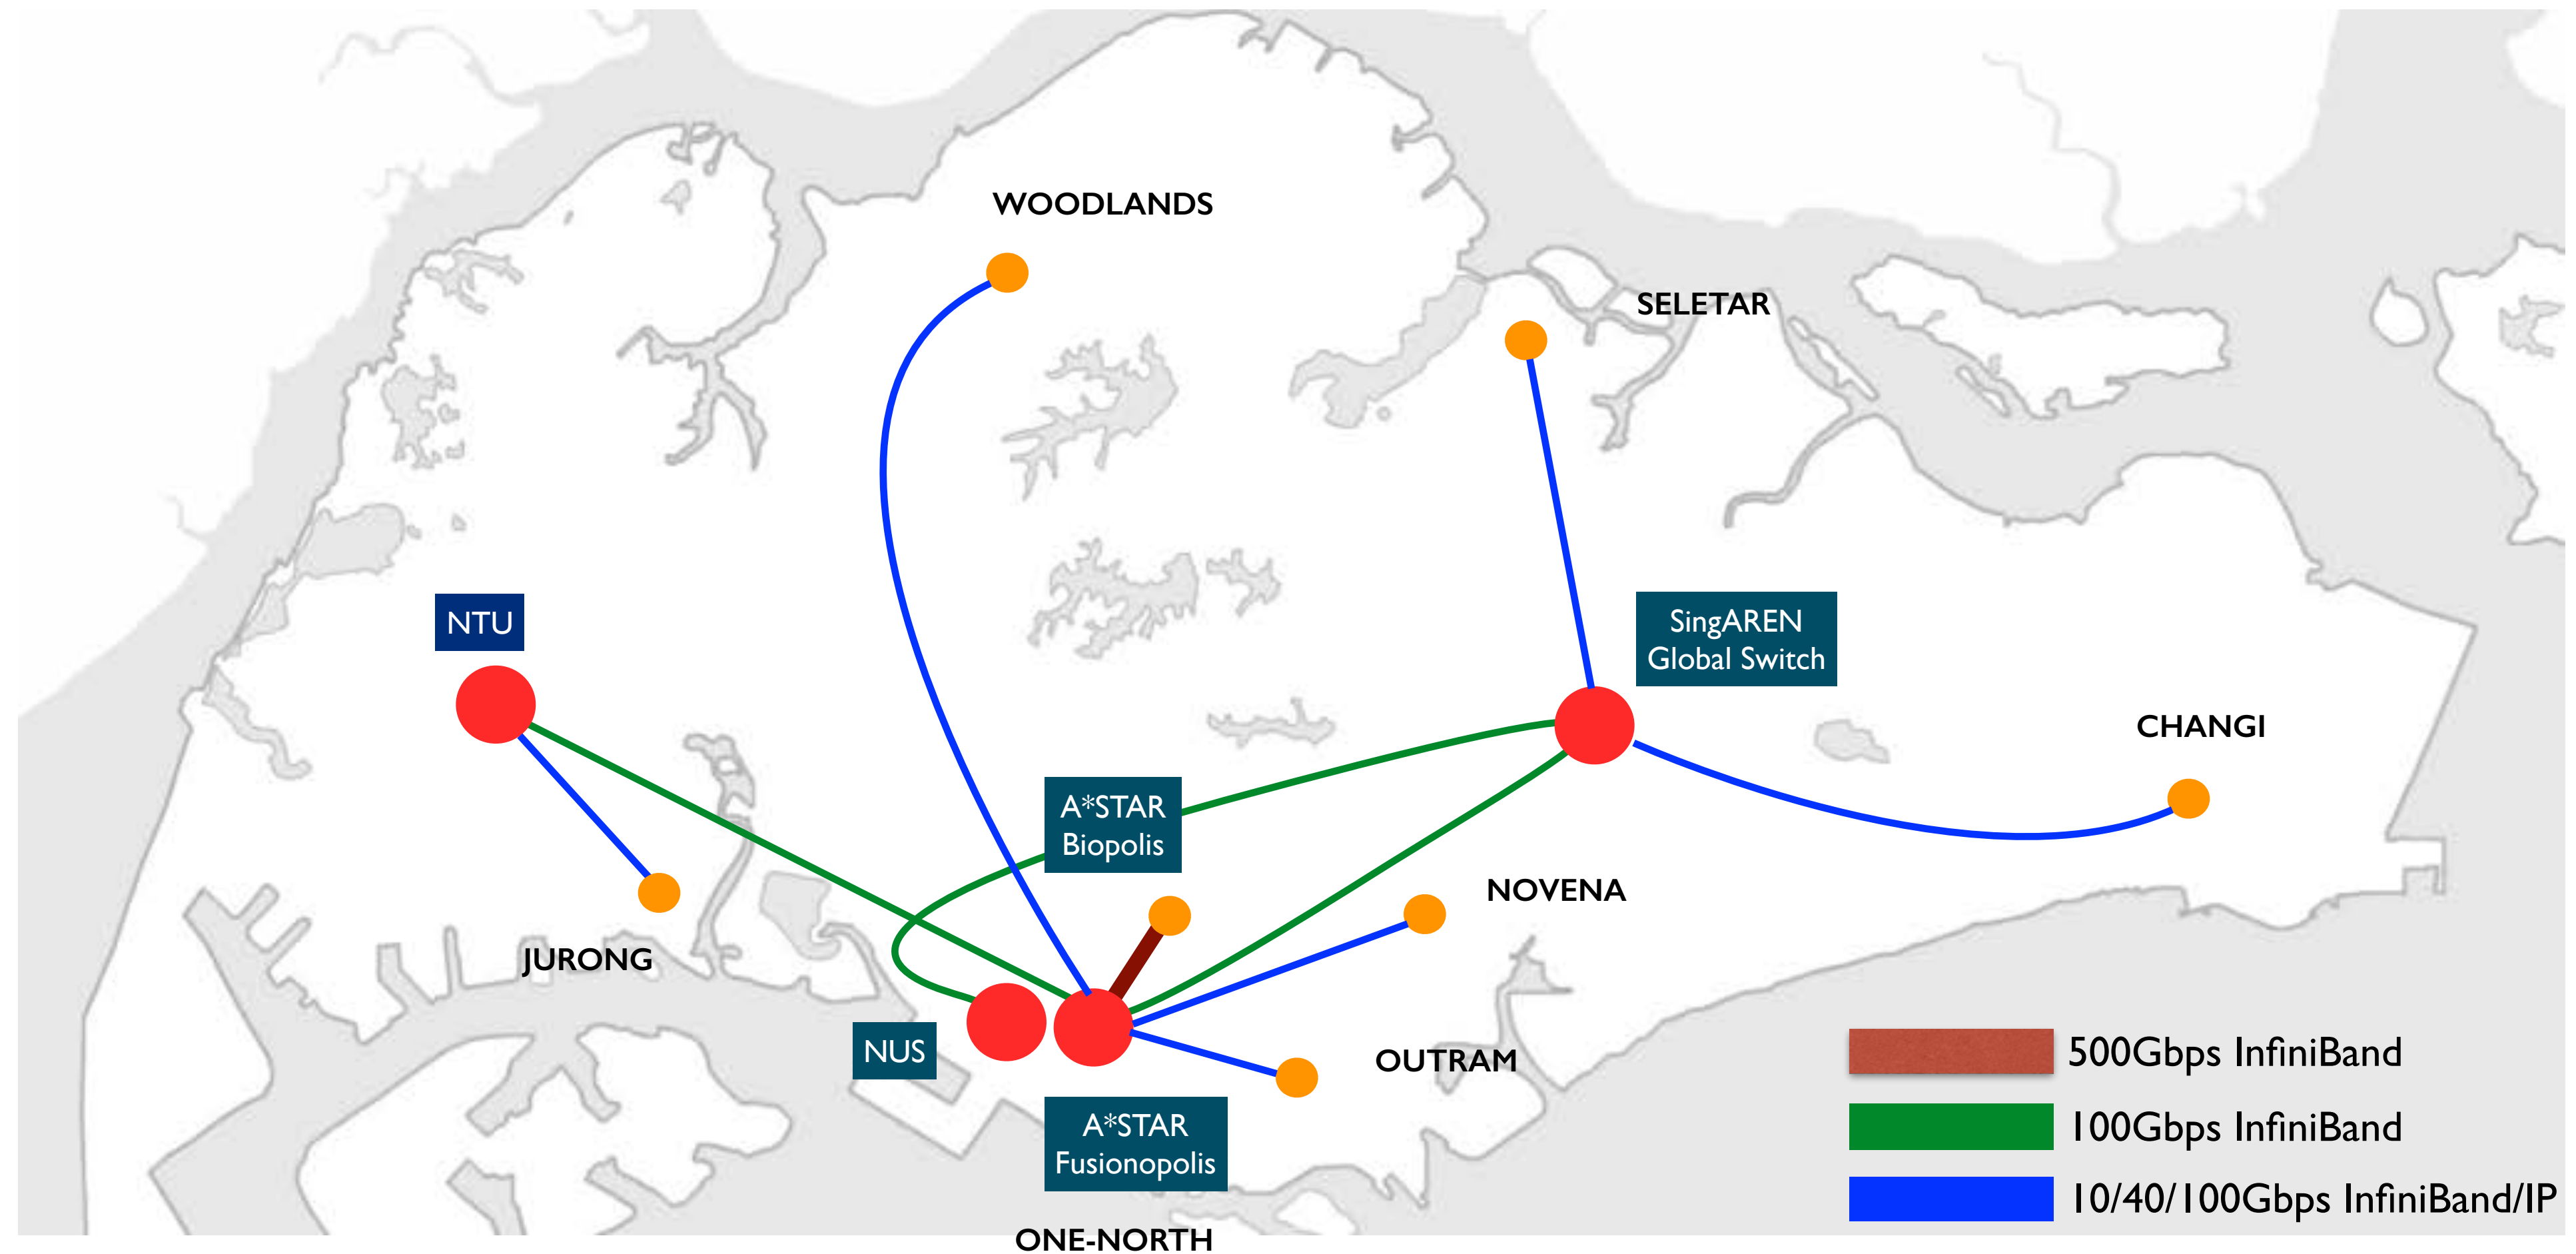 WOODLANDS
SELETAR
NTU
SingAREN
Global Switch
CHANGI
A*STAR
Biopolis
NOVENA
JURONG
NUS
OUTRAM
A*STAR
Fusionopolis
ONE-NORTH
500Gbps InfiniBand
100Gbps InfiniBand
10/40/100Gbps InfiniBand/IP